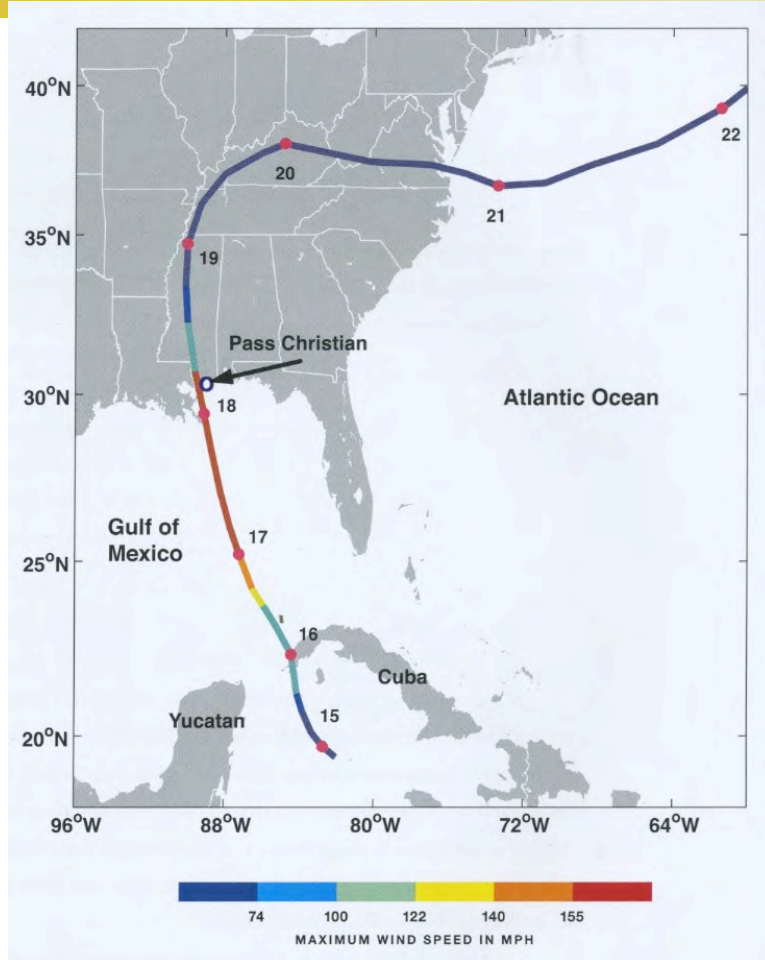 40°N
22
20
21
35°N
19
Pass Christian
30°N
18
Atlantic Ocean
17
Gulf of
Mexico
25°N
16
Cuba
15
Yucatan
20°N
96°W
88°W
80°W
72°W
64°W
74
100
122
140
155
MAXIMUM WIND SPEED IN MPH